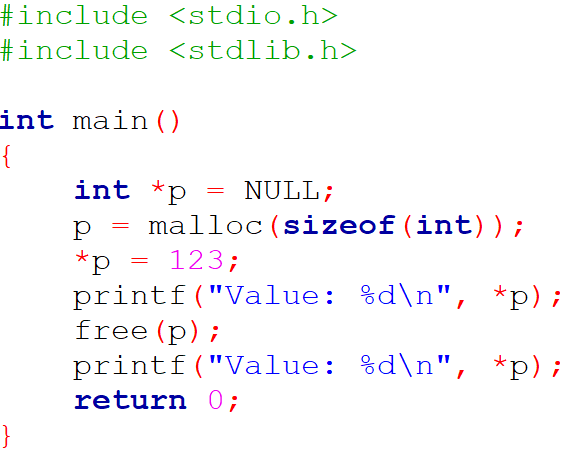 #include <stdio.h>
#include <stdlib.h>
int main()
{
    int *p = NULL;
    p = malloc(sizeof(int));
    *p = 123;
    printf("Value: %d\n", *p);
    free(p);
    printf("Value: %d\n", *p);
    return 0;
}